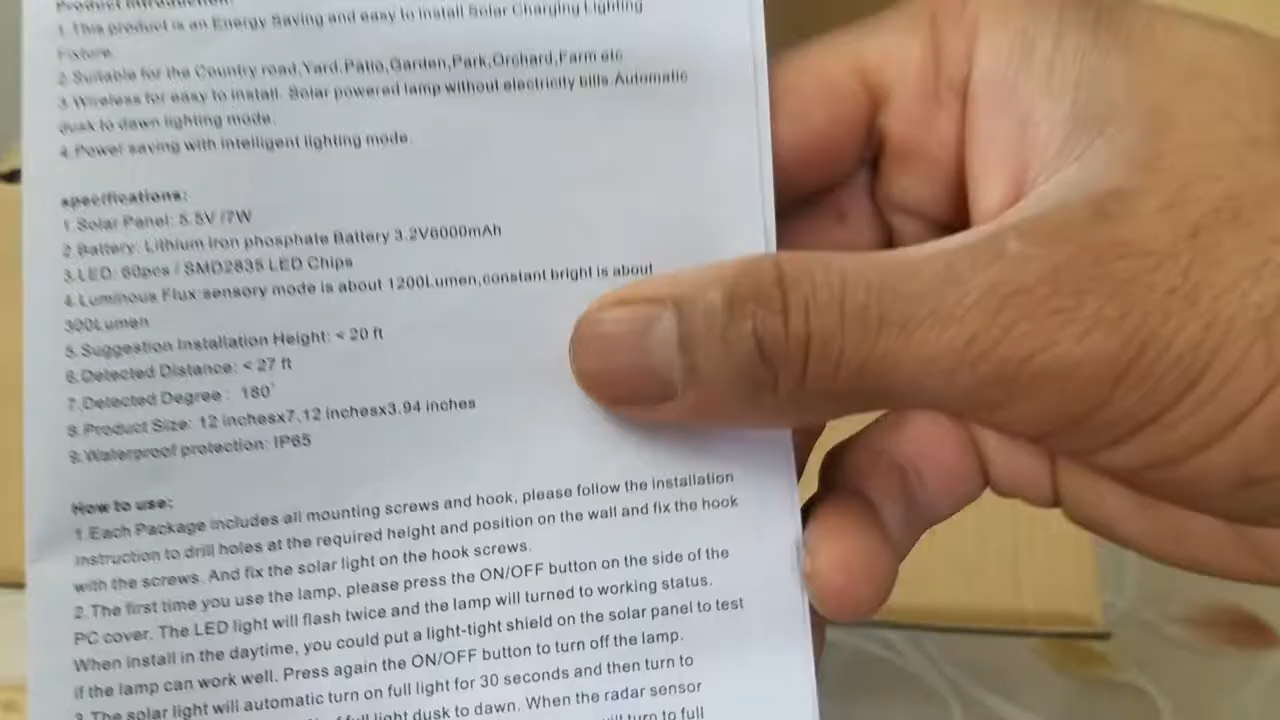 Product Introduction:
1.This product is an Energy Saving and easy to install Solar Charging Lighting
Fixture.
2.Suitable for the Country road,Yard,Patio,Garden,Park,Orchard,Farm etc
3.Wireless for easy to install. Solar powered lamp without electricity bills.Automatic
dusk to dawn lighting mode.
4.Power saving with intelligent lighting mode.
specifications:
1.Solar Panel: 5.5V /7W
2.Battery: Lithium iron phosphate Battery 3.2V6000mAh
3.LED: 60pcs / SMD2835 LED Chips
4.Luminous Flux:sensory mode is about 1200Lumen,constant bright is about
300Lumen
5.Suggestion Installation Height: < 20 ft
6.Detected Distance: < 27 ft
7.Detected Degree : 180°
8.Product Size: 12 inchesx7.12 inchesx3.94 inches
9.Waterproof protection: IP65
How to use:
1.Each Package includes all mounting screws and hook, please follow the installation
instruction to drill holes at the required height and position on the wall and fix the hook
with the screws. And fix the solar light on the hook screws.
2.The first time you use the lamp, please press the ON/OFF button on the side of the
PC cover. The LED light will flash twice and the lamp will turned to working status.
When install in the daytime, you could put a light-tight shield on the solar panel to test
if the lamp can work well. Press again the ON/OFF button to turn off the lamp.
3.The solar light will automatic turn on full light for 30 seconds and then turn to
of full light dusk to dawn. When the radar sensor
will turn to full